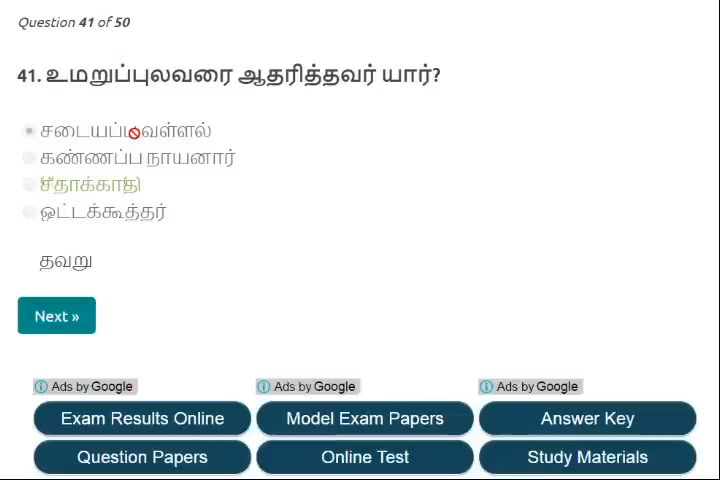 Question 41 of 50
41. உமறுப்புலவரை ஆதரித்தவர் யார்?
சடையப்ப வள்ளல்
கண்ணப்ப நாயனார்
சீதாக்காதி
ஒட்டக்கூத்தர்
தவறு
Next »
Ads by Google
Ads by Google
Ads by Google
Exam Results Online
Model Exam Papers
Answer Key
Question Papers
Online Test
Study Materials